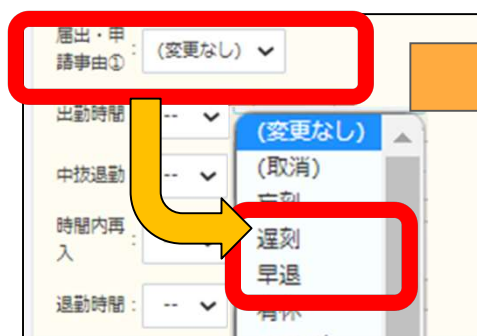 届出・申
請事由①
:
(変更なし)
出勤時間
--
(変更なし)
(取消)
中抜退勤
--
遅刻
時間内再
入
:
早退
退勤時間 :
--
有休